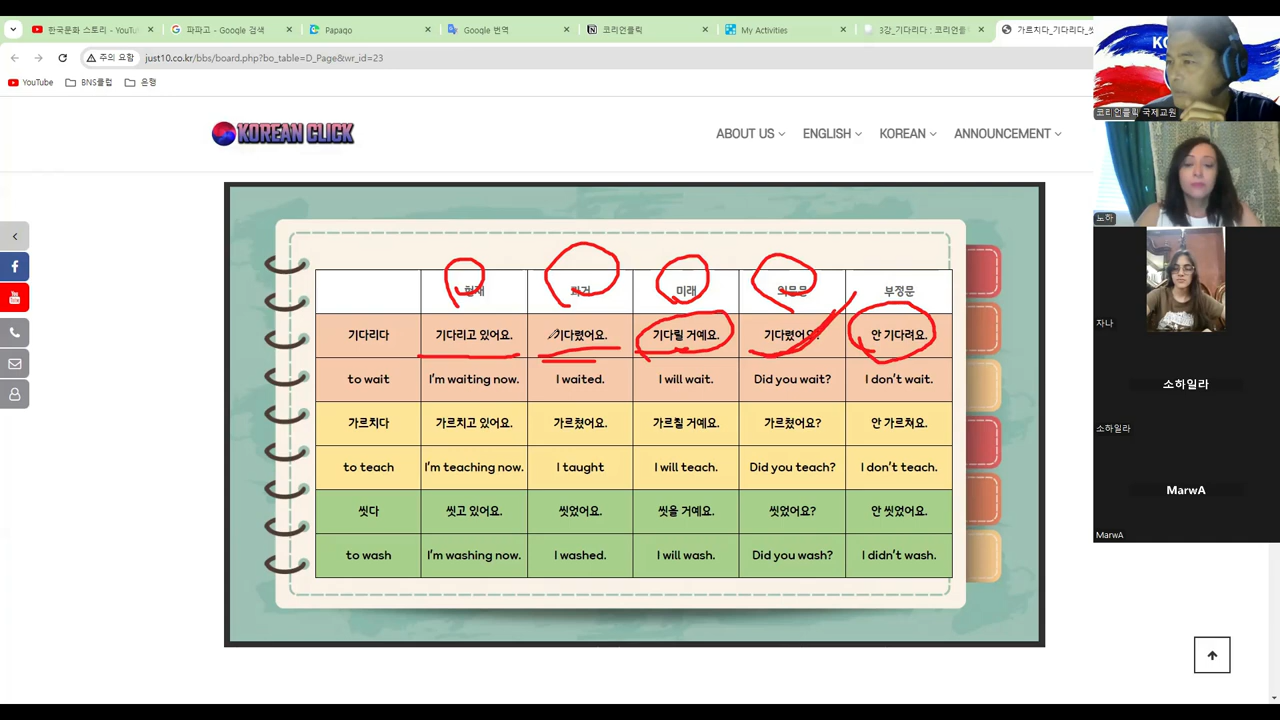 한국문화 스토리 - YouTu
파파고 - Google 검색
Papago
Google 번역
코리언클릭
My Activities
3강_기다리다 : 코리언클
가르치다_기다리다_씻
주의 요함
just10.co.kr/bbs/board.php?bo_table=D_Page&wr_id=23
YouTube
BNS클럽
은행
KOREAN CLICK
ABOUT US
ENGLISH
KOREAN
ANNOUNCEMENT
현재 과거 미래 의문문 부정문
기다리다 기다리고 있어요. 기다렸어요. 기다릴 거예요. 기다렸어요? 안 기다려요.
to wait I'm waiting now. I waited. I will wait. Did you wait? I don't wait.
가르치다 가르치고 있어요. 가르쳤어요. 가르칠 거예요. 가르쳤어요? 안 가르쳐요.
to teach I'm teaching now. I taught I will teach. Did you teach? I don't teach.
씻다 씻고 있어요. 씻었어요. 씻을 거예요. 씻었어요? 안 씻었어요.
to wash I'm washing now. I washed. I will wash. Did you wash? I didn't wash.
코리언클릭 국제교원
노하
자나
소하일라
소하일라
MarwA
MarwA